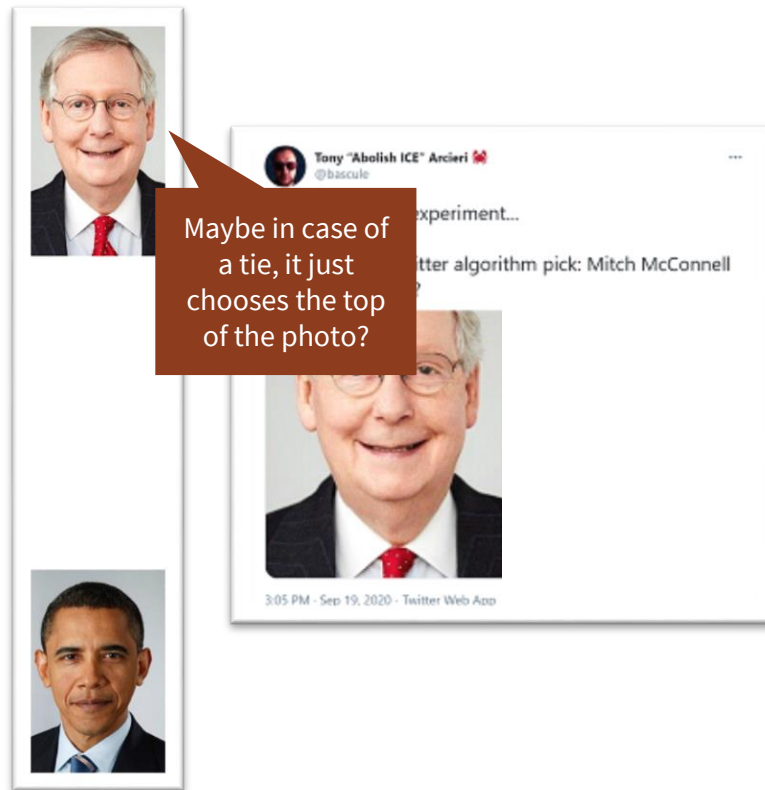 Tony "Abolish ICE" Arcieri 🦀
@bascule
...
xperiment...
itter algorithm pick: Mitch McConnell
?
Maybe in case of
a tie, it just
chooses the top
of the photo?
3:05 PM · Sep 19, 2020 · Twitter Web App